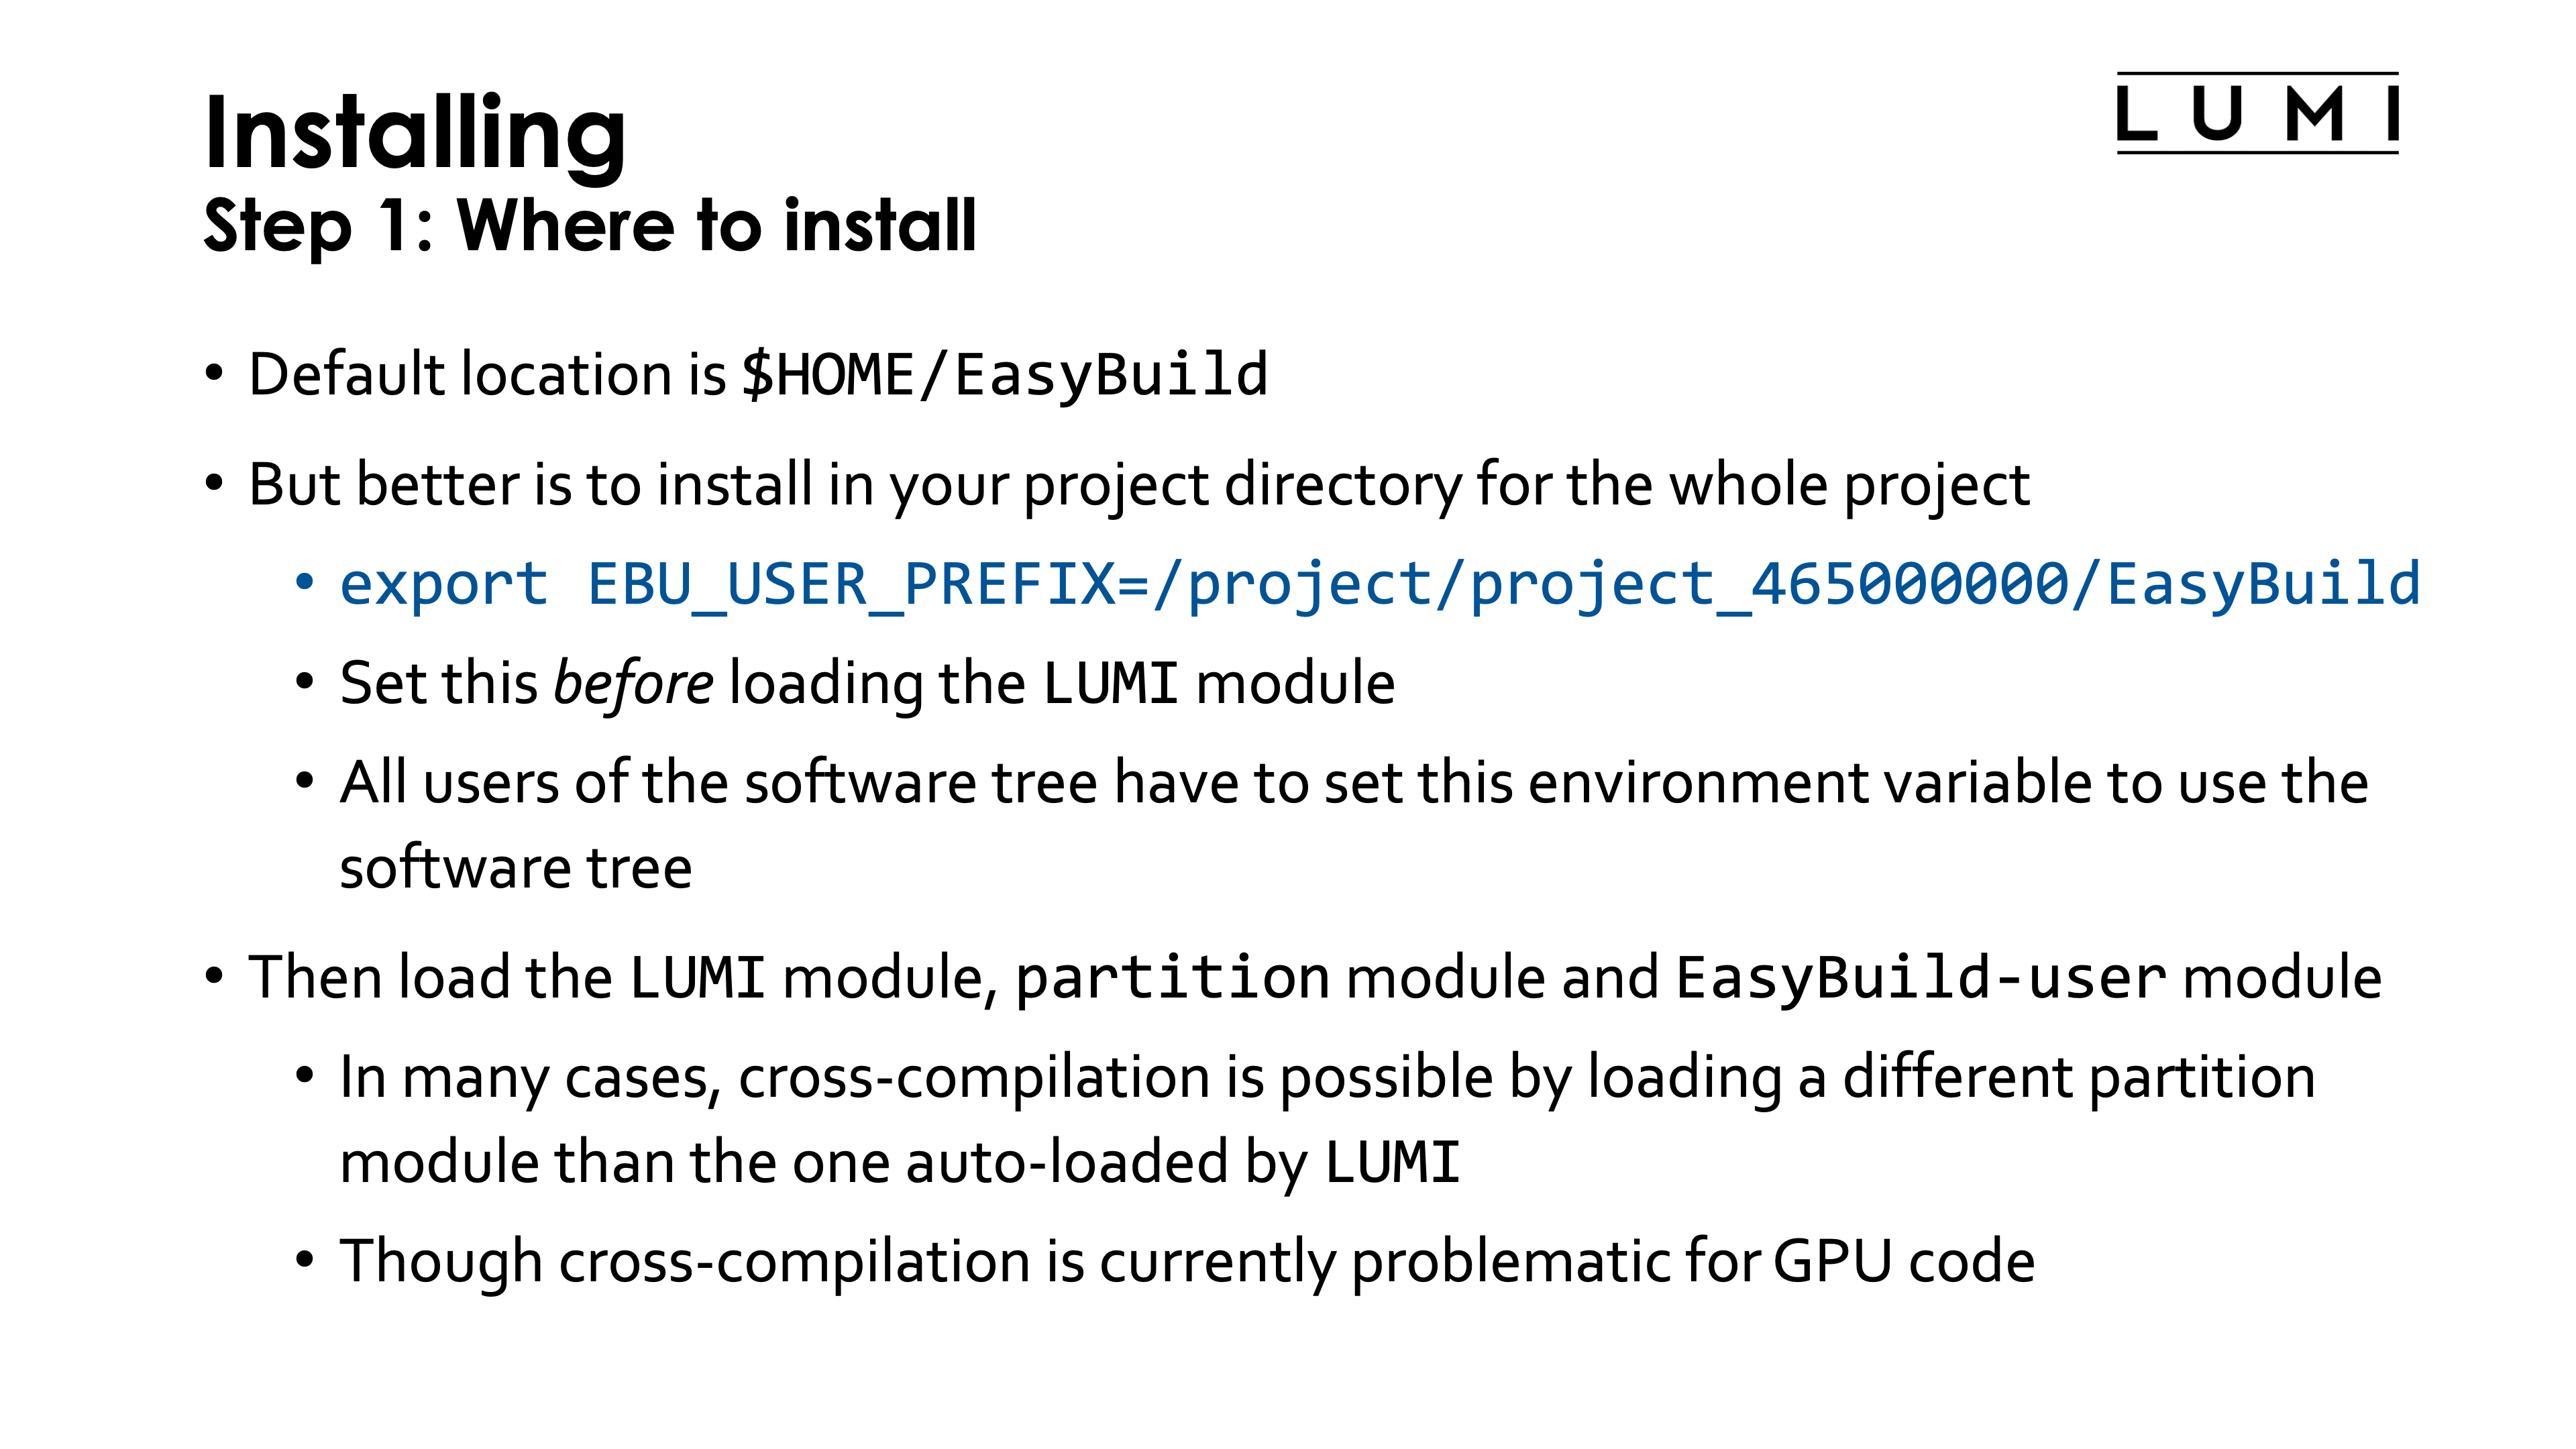 Installing
LUMI
Step 1: Where to install
• Default location is $HOME/EasyBuild
• But better is to install in your project directory for the whole project
• export EBU_USER_PREFIX=/project/project_465000000/EasyBuild
• Set this before loading the LUMI module
• All users of the software tree have to set this environment variable to use the
software tree
• Then load the LUMI module, partition module and EasyBuild-user module
• In many cases, cross-compilation is possible by loading a different partition
module than the one auto-loaded by LUMI
• Though cross-compilation is currently problematic for GPU code